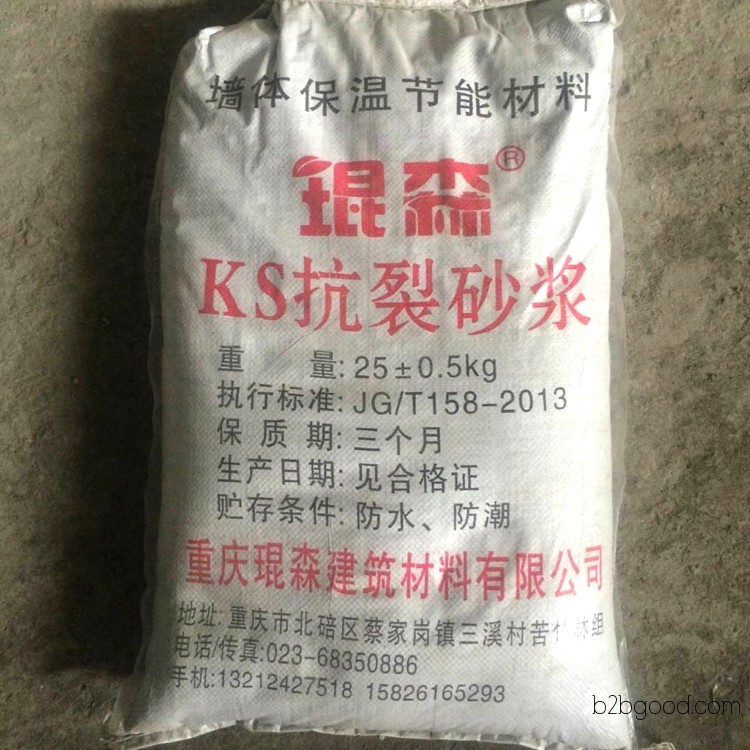 墙体保温节能材料
锟森®
KS抗裂砂浆
重 量: 25±0.5kg
执行标准: JG/T158-2013
保 质 期: 三个月
生产日期: 见合格证
贮存条件: 防水、防潮
重庆锟森建筑材料有限公司
地址: 重庆市北碚区蔡家岗镇三溪村苦 林组
电话/传真:023-68350886
手机:13212427518 15826165293
b2bgood.com